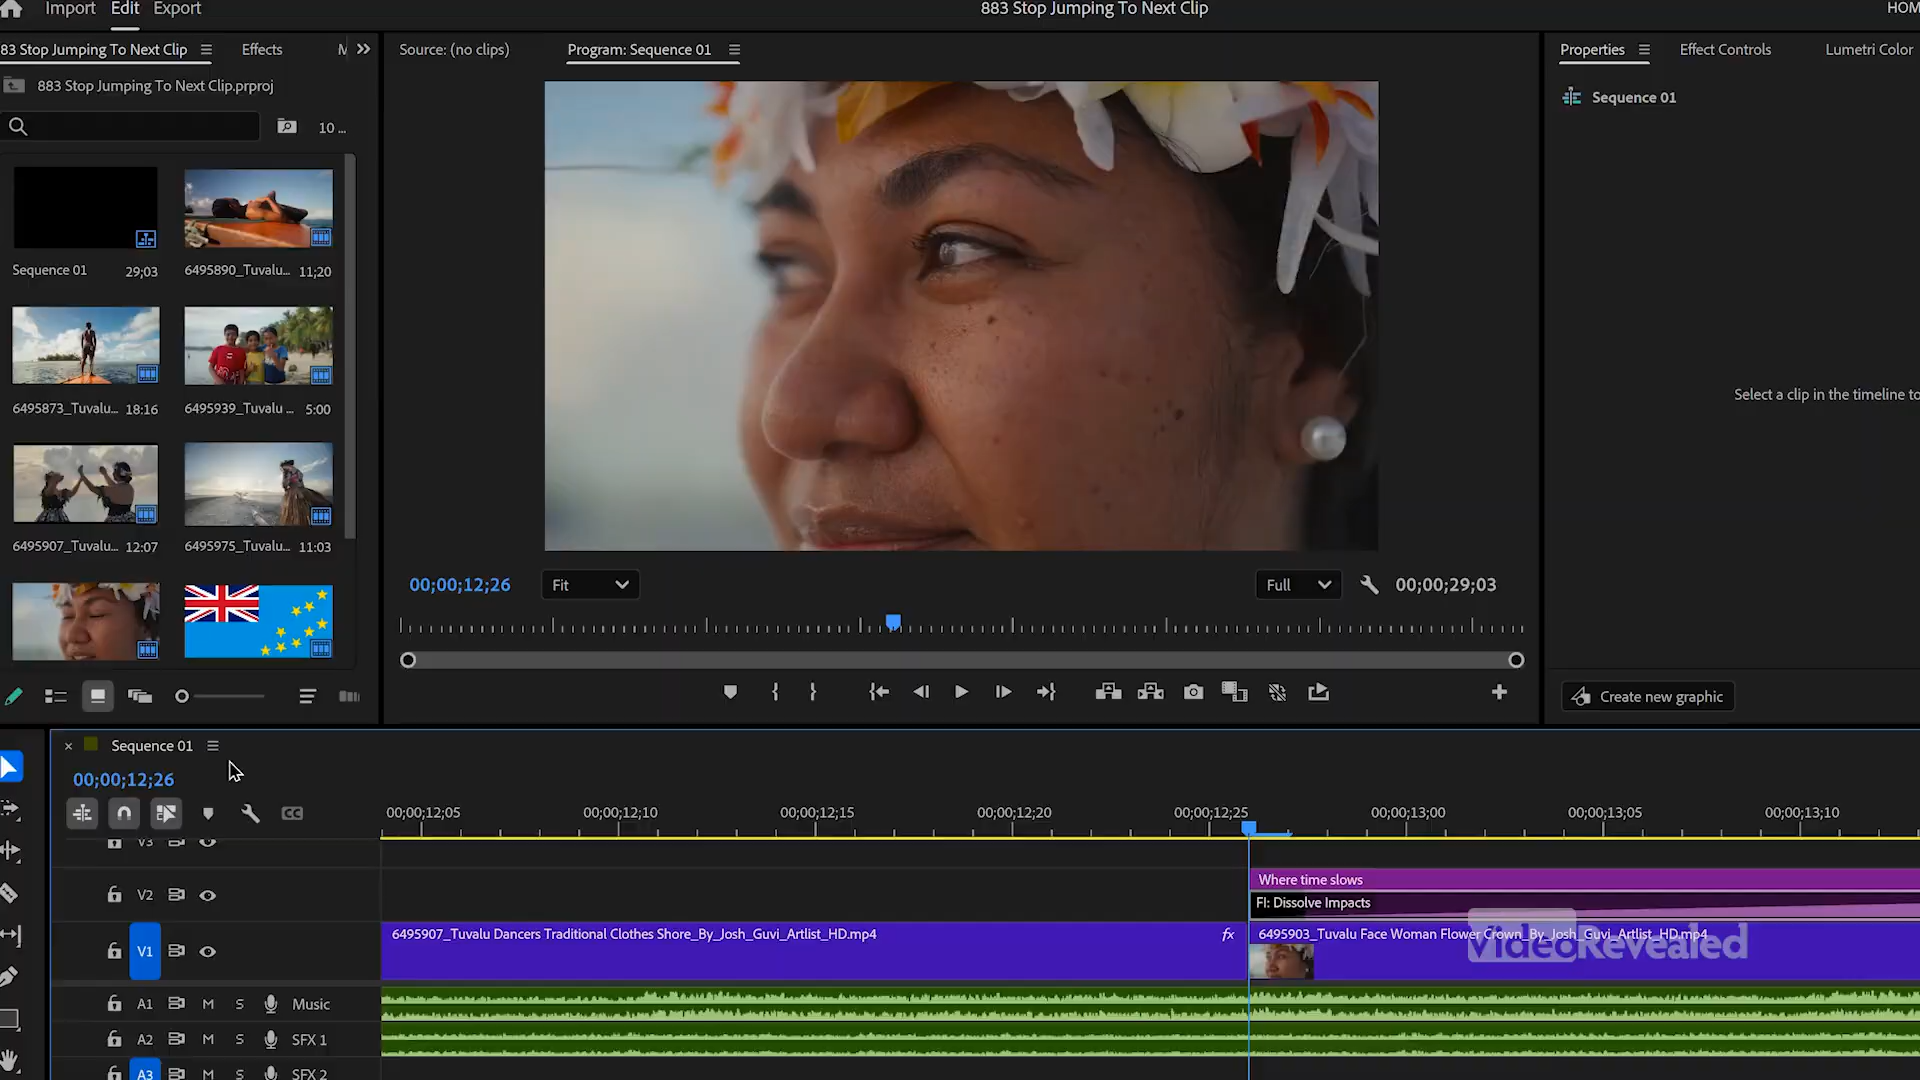 Import Edit Export
883 Stop Jumping To Next Clip
HOM
83 Stop Jumping To Next Clip
Effects
M
883 Stop Jumping To Next Clip.prproj
10 ...
Sequence 01 29;03
6495890_Tuvalu... 11;20
6495873_Tuvalu... 18:16
6495939_Tuvalu ... 5:00
6495907_Tuvalu... 12:07
6495975_Tuvalu... 11:03
Source: (no clips)
Program: Sequence 01
00;00;12;26
Fit
Full
00;00;29;03
Properties
Effect Controls
Lumetri Color
Sequence 01
Select a clip in the timeline to
Create new graphic
Sequence 01
00;00;12;26
CC
00;00;12;05 00;00;12;10 00;00;12;15 00;00;12;20 00;00;12;25 00;00;13;00 00;00;13;05 00;00;13;10
V3
V2
Where time slows
FI: Dissolve Impacts
V1
6495907_Tuvalu Dancers Traditional Clothes Shore_By_Josh_Guvi_Artlist_HD.mp4
fx
6495903_Tuvalu Face Woman Flower Crown_By_Josh_Guvi_Artlist_HD.mp4
VideoRevealed
A1 M S Music
A2 M S SFX 1
A3 M S SFX 2